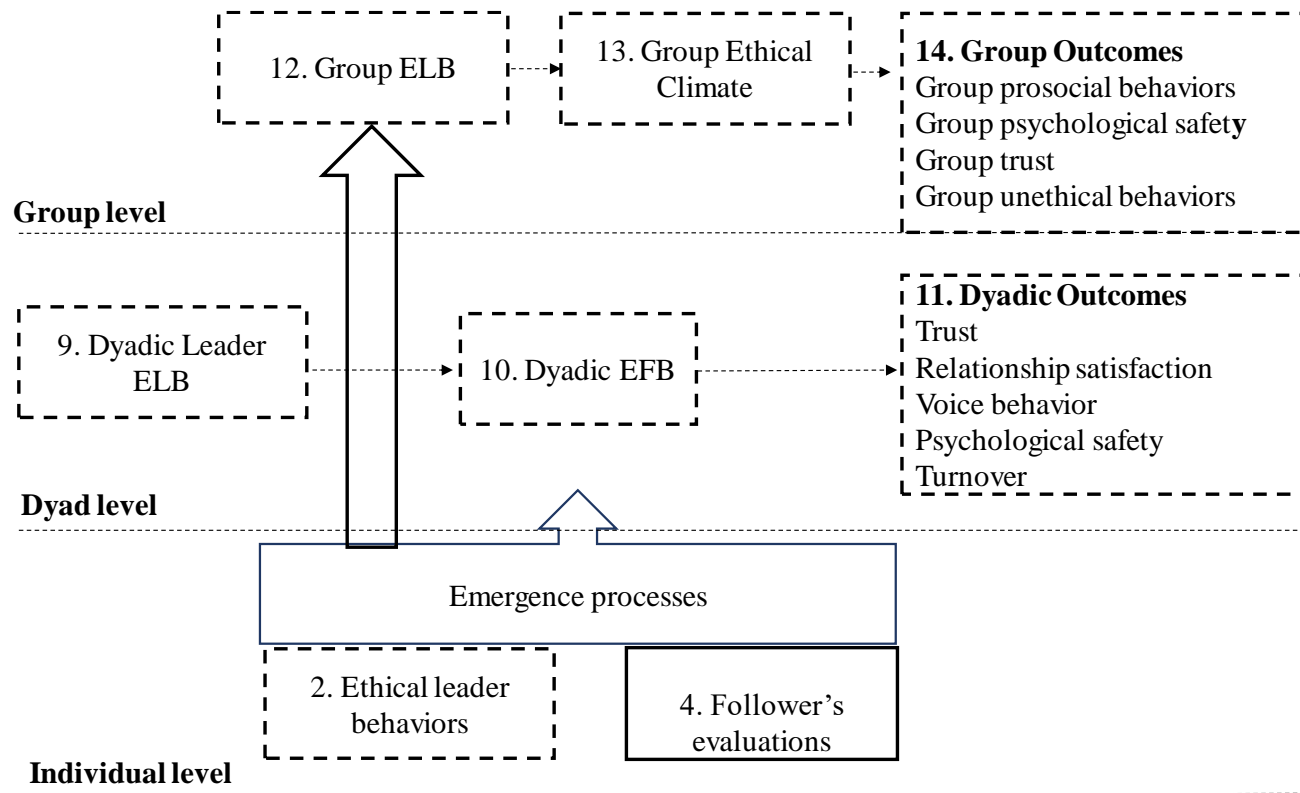 12. Group ELB
13. Group Ethical
Climate
14. Group Outcomes
Group prosocial behaviors
Group psychological safety
Group trust
Group unethical behaviors
Group level
9. Dyadic Leader
ELB
10. Dyadic EFB
11. Dyadic Outcomes
Trust
Relationship satisfaction
Voice behavior
Psychological safety
Turnover
Dyad level
Emergence processes
2. Ethical leader
behaviors
4. Follower’s
evaluations
Individual level